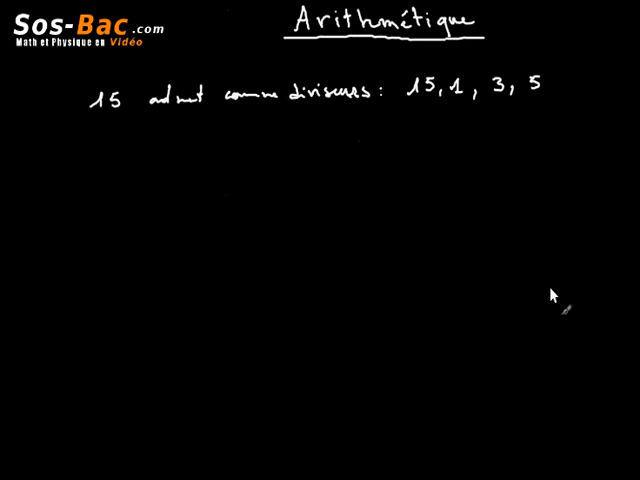 Sos-Bac.com
Math et Physique en Vidéo
Arithmétique
15 admet comme diviseurs : 15, 1, 3, 5